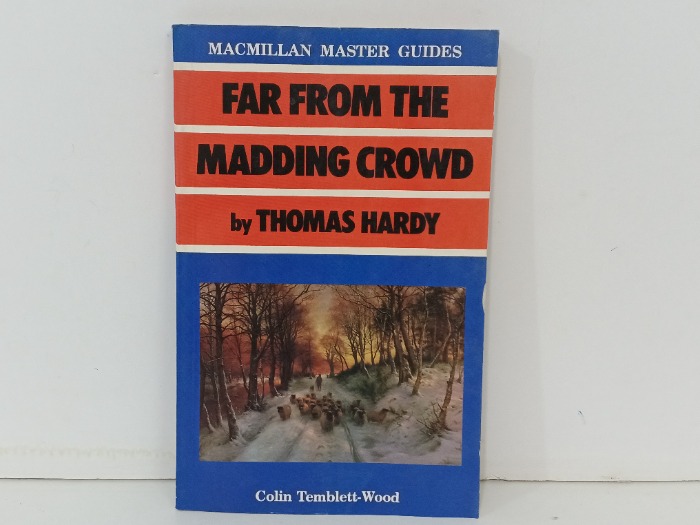 MACMILLAN MASTER GUIDES
FAR FROM THE
MADDING CROWD
by THOMAS HARDY
Colin Temblett-Wood